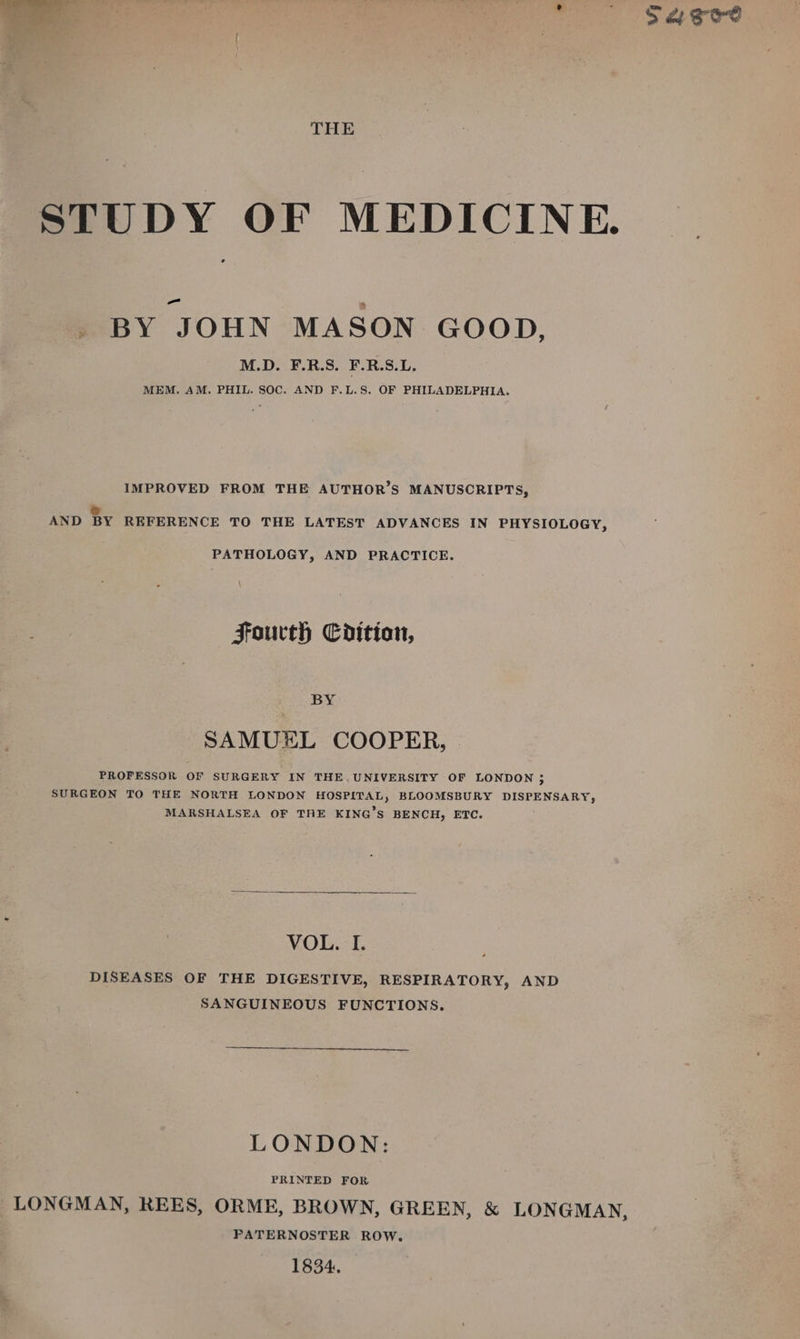 54800
THE
STUDY OF MEDICINE.
BY JOHN MASON GOOD,
M.D. F.R.S. F.R.S.L.
MEM. AM. PHIL. SOC. AND F.L.S. OF PHILADELPHIA.
IMPROVED FROM THE AUTHOR'S MANUSCRIPTS,
AND BY REFERENCE TO THE LATEST ADVANCES IN PHYSIOLOGY,
PATHOLOGY, AND PRACTICE.
Fourth Edition,
BY
SAMUEL COOPER,
PROFESSOR OF SURGERY IN THE UNIVERSITY OF LONDON;
SURGEON TO THE NORTH LONDON HOSPITAL, BLOOMSBURY DISPENSARY,
MARSHALSEA OF THE KING'S BENCH, ETC.
VOL. I.
DISEASES OF THE DIGESTIVE, RESPIRATORY, AND
SANGUINEOUS FUNCTIONS.
LONDON:
PRINTED FOR
LONGMAN, REES, ORME, BROWN, GREEN, & LONGMAN,
PATERNOSTER ROW.
1834.